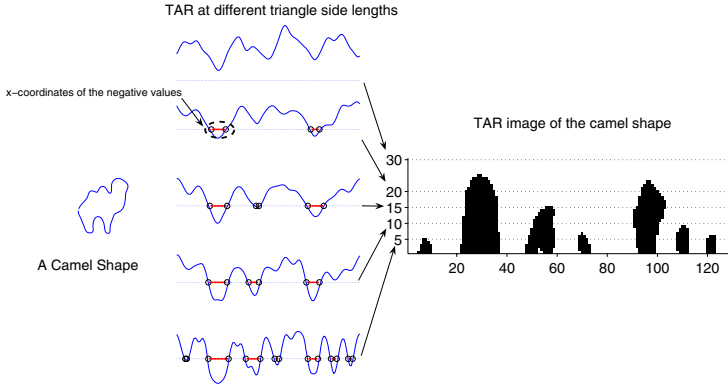 TAR at different triangle side lengths
x−coordinates of the negative values
TAR image of the camel shape
30
20
15
10
5
20 40 60 80 100 120
A Camel Shape